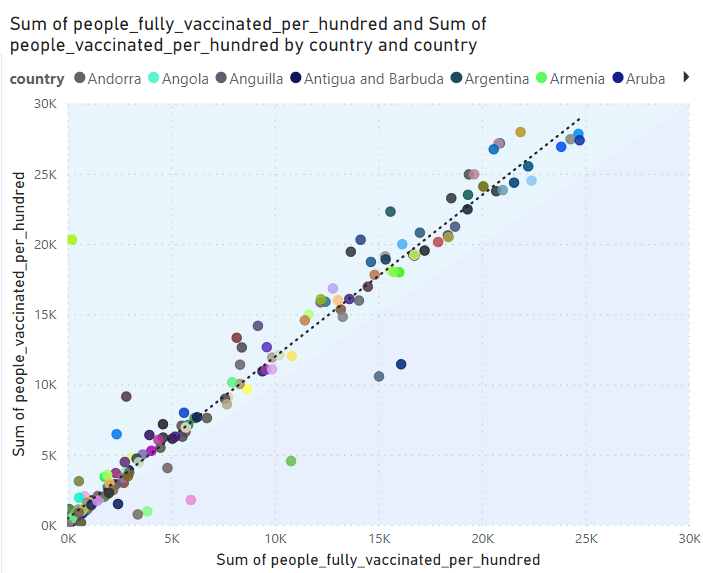 Sum of people_fully_vaccinated_per_hundred and Sum of
people_vaccinated_per_hundred by country and country
country Andorra Angola Anguilla Antigua and Barbuda Argentina Armenia Aruba
30K
25K
20K
15K
10K
5K
0K
Sum of people_vaccinated_per_hundred
0K 5K 10K 15K 20K 25K 30K
Sum of people_fully_vaccinated_per_hundred